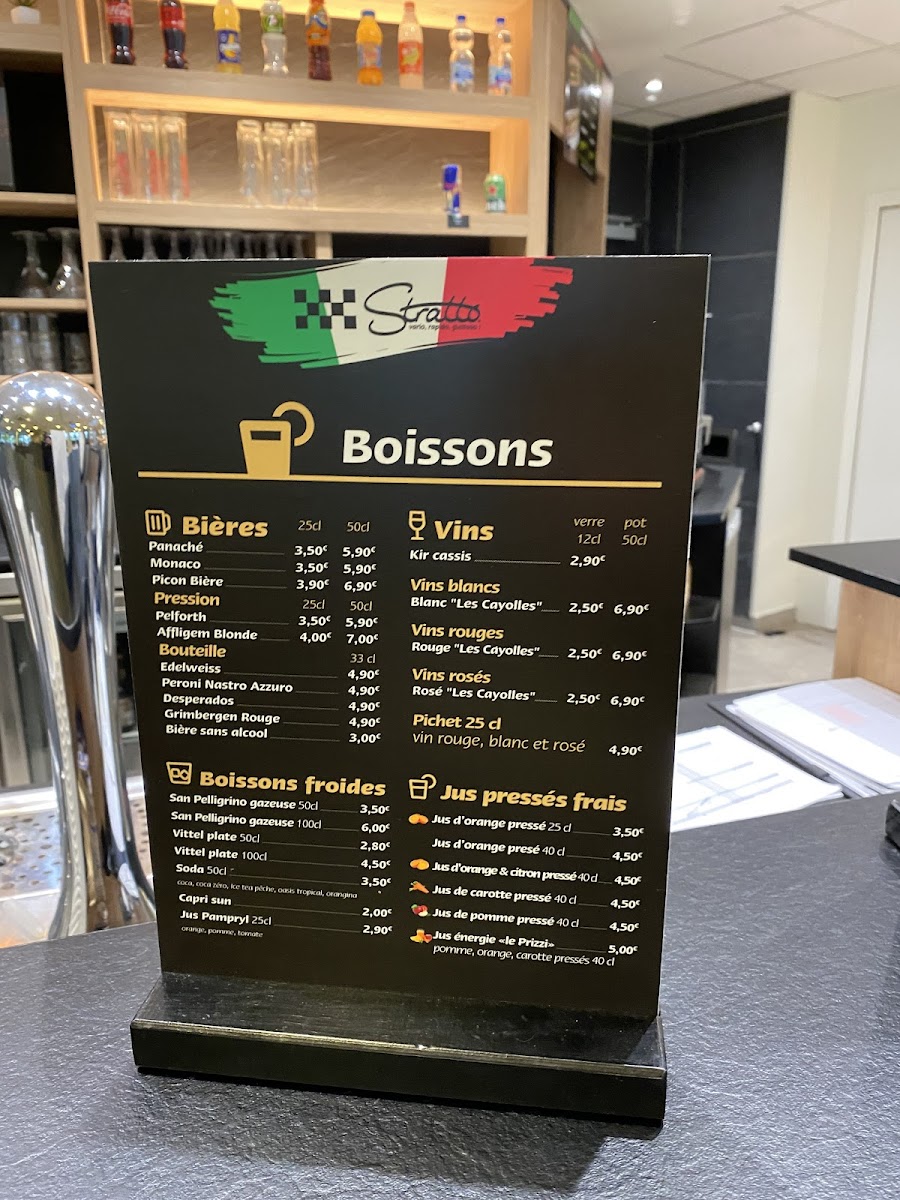 Stratto
Boissons
Bières 25cl 50cl
Panaché 3,50€ 5,90€
Monaco 3,50€ 5,90€
Picon Bière 3,90€ 6,90€
Pression 25cl 50cl
Pelforth 3,50€ 5,90€
Affligem Blonde 4,00€ 7,00€
Bouteille 33 cl
Edelweiss 4,90€
Peroni Nastro Azzuro 4,90€
Desperados 4,90€
Grimbergen Rouge 4,90€
Bière sans alcool 3,00€
Vins verre pot
12cl 50cl
Kir cassis 2,90€
Vins blancs
Blanc "Les Cayolles" 2,50€ 6,90€
Vins rouges
Rouge "Les Cayolles" 2,50€ 6,90€
Vins rosés
Rosé "Les Cayolles" 2,50€ 6,90€
Pichet 25 cl
vin rouge, blanc et rosé 4,90€
Boissons froides
San Pelligrino gazeuse 50cl 3,50€
San Pelligrino gazeuse 100cl 6,00€
Vittel plate 50cl 2,80€
Vittel plate 100cl 4,50€
Soda 50cl 3,50€
coca, coca zéro, ice tea pêche, oasis tropical, orangina
Capri sun 2,00€
Jus Pampryl 25cl 2,90€
orange, pomme, tomate
Jus pressés frais
Jus d'orange pressé 25 cl 3,50€
Jus d'orange presé 40 cl 4,50€
Jus d'orange & citron pressé 40 cl 4,50€
Jus de carotte pressé 40 cl 4,50€
Jus de pomme pressé 40 cl 4,50€
Jus énergie «le Prizzi» 5,00€
pomme, orange, carotte pressés 40 cl